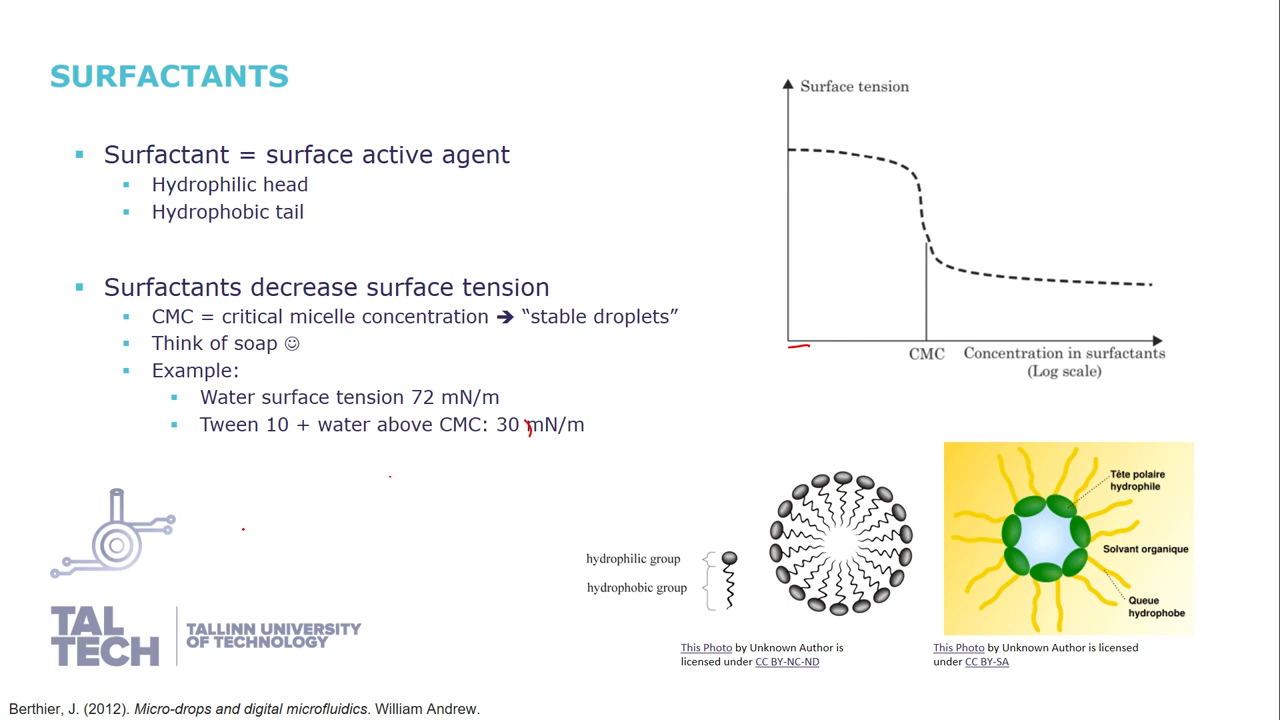 SURFACTANTS
Surfactant = surface active agent
Hydrophilic head
Hydrophobic tail
Surfactants decrease surface tension
CMC = critical micelle concentration ➔ “stable droplets”
Think of soap ☺
Example:
Water surface tension 72 mN/m
Tween 10 + water above CMC: 30 mN/m
Surface tension
CMC
Concentration in surfactants
(Log scale)
hydrophilic group
hydrophobic group
Tête polaire
hydrophile
Solvant organique
Queue
hydrophobe
This Photo by Unknown Author is
licensed under CC BY-NC-ND
This Photo by Unknown Author is licensed
under CC BY-SA
TAL
TECH
TALLINN UNIVERSITY
OF TECHNOLOGY
Berthier, J. (2012). Micro-drops and digital microfluidics. William Andrew.